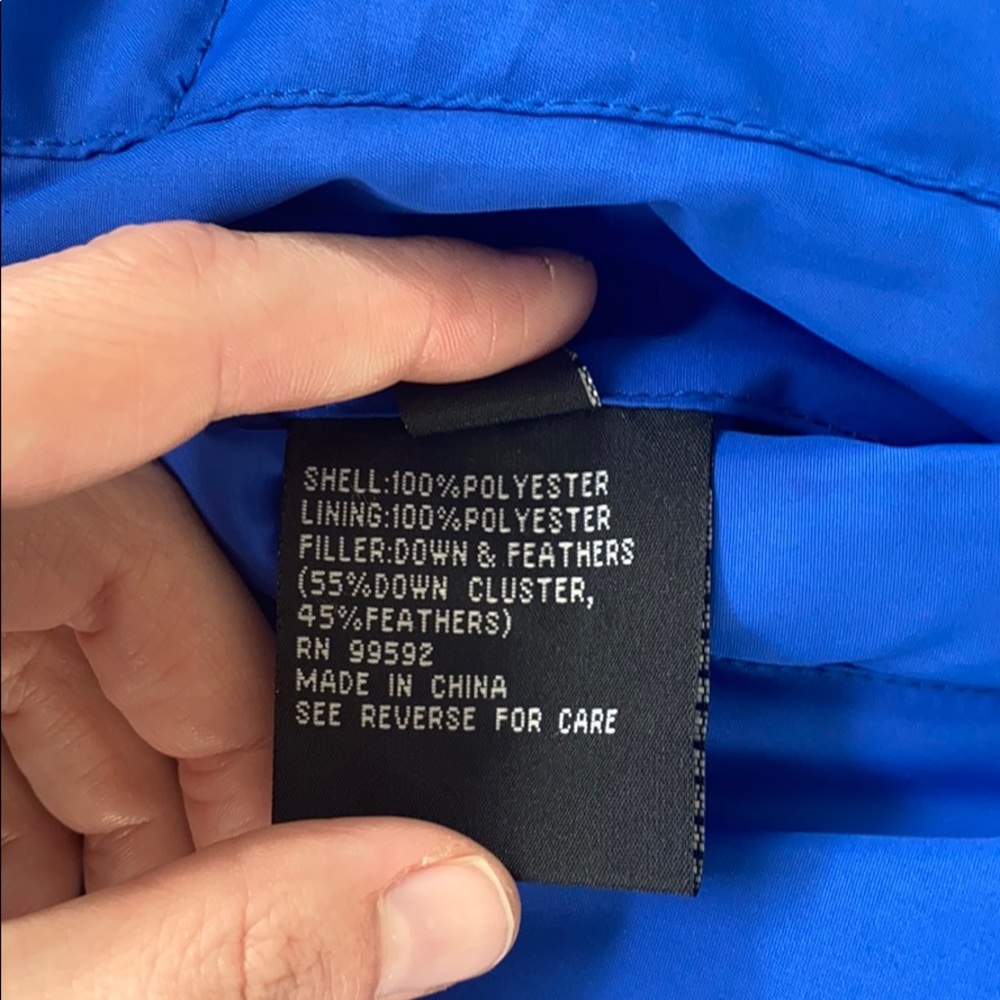 SHELL:100%POLYESTER
LINING:100%POLYESTER
FILLER:DOWN & FEATHERS
(55%DOWN CLUSTER,
45%FEATHERS)
RN 99592
MADE IN CHINA
SEE REVERSE FOR CARE